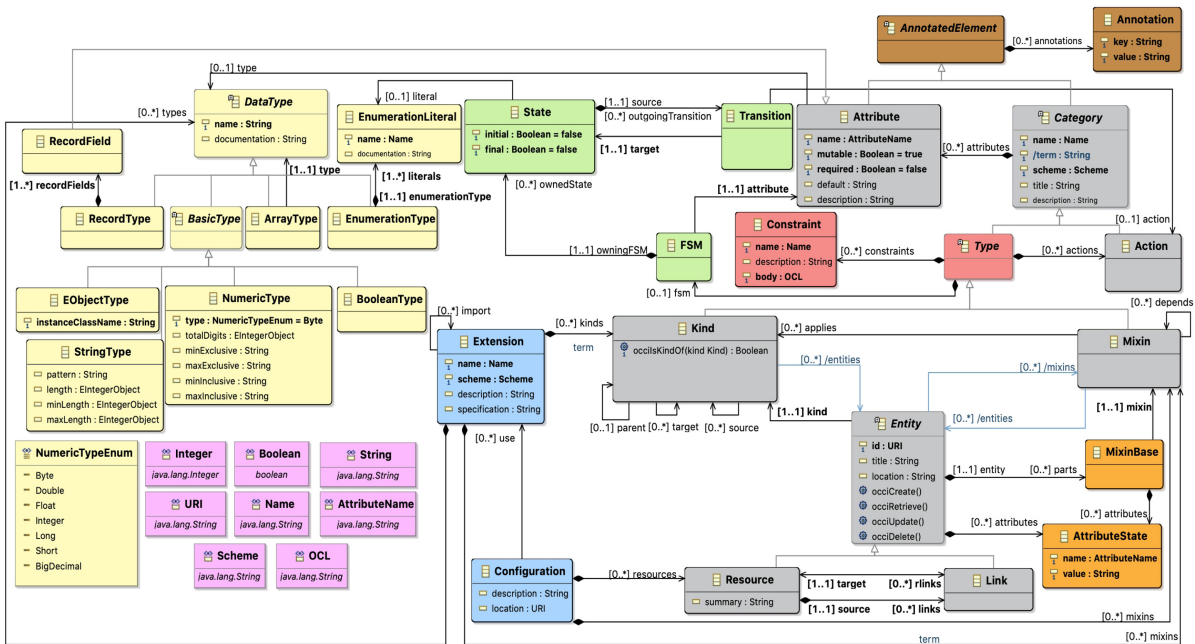 AnnotatedElement
[0..*] annotations
Annotation
key : String
value : String
[0..1] type
[0..*] types
DataType
name : String
documentation : String
[0..1] literal
EnumerationLiteral
name : Name
documentation : String
State
initial : Boolean = false
final : Boolean = false
[1..1] source
[0..*] outgoingTransition
[1..1] target
Transition
Attribute
name : AttributeName
mutable : Boolean = true
required : Boolean = false
default : String
description : String
[0..*] attributes
Category
name : Name
/term : String
scheme : Scheme
title : String
description : String
RecordField
[1..*] recordFields
[1..1] type
[1..*] literals
[1..1] enumerationType
[0..*] ownedState
[1..1] attribute
RecordType
BasicType
ArrayType
EnumerationType
[1..1] owningFSM
FSM
[0..1] fsm
Constraint
name : Name
description : String
body : OCL
[0..*] constraints
Type
[0..*] actions
[0..1] action
Action
EObjectType
instanceClassName : String
NumericType
type : NumericTypeEnum = Byte
totalDigits : EIntegerObject
minExclusive : String
maxExclusive : String
minInclusive : String
maxInclusive : String
BooleanType
StringType
pattern : String
length : EIntegerObject
minLength : EIntegerObject
maxLength : EIntegerObject
[0..*] import
Extension
name : Name
scheme : Scheme
description : String
specification : String
[0..*] kinds
term
Kind
occiIsKindOf(kind Kind) : Boolean
[0..*] applies
[0..*] depends
Mixin
[0..*] /entities
[0..*] /mixins
[0..1] parent
[0..*] target
[0..*] source
[1..1] kind
[0..*] /entities
[1..1] mixin
[0..*] use
Entity
id : URI
title : String
location : String
occiCreate()
occiRetrieve()
occiUpdate()
occiDelete()
[1..1] entity
[0..*] parts
MixinBase
[0..*] attributes
[0..*] attributes
AttributeState
name : AttributeName
value : String
NumericTypeEnum
Byte
Double
Float
Integer
Long
Short
BigDecimal
Integer
java.lang.Integer
Boolean
boolean
String
java.lang.String
URI
java.lang.String
Name
java.lang.String
AttributeName
java.lang.String
Scheme
java.lang.String
OCL
java.lang.String
Configuration
description : String
location : URI
[0..*] resources
Resource
summary : String
[1..1] target
[0..*] rlinks
[1..1] source
[0..*] links
Link
[0..*] mixins
term
[0..*] mixins